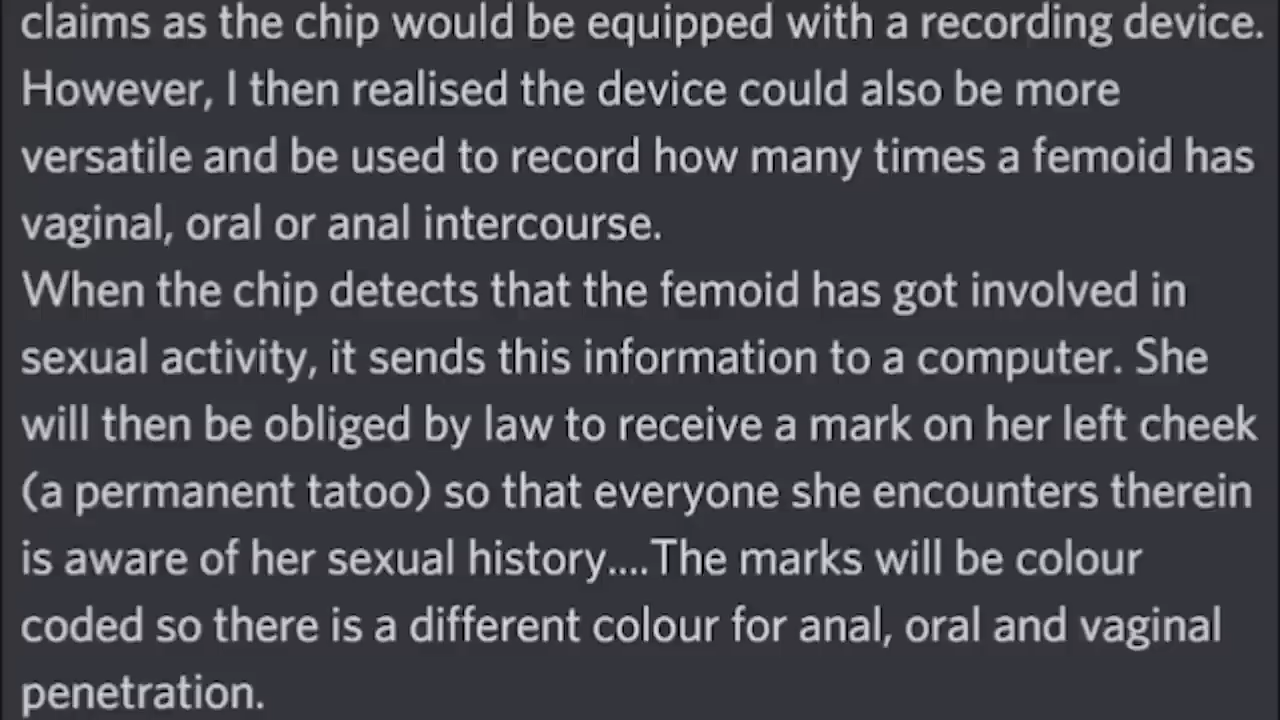 claims as the chip would be equipped with a recording device.
However, I then realised the device could also be more
versatile and be used to record how many times a femoid has
vaginal, oral or anal intercourse.
When the chip detects that the femoid has got involved in
sexual activity, it sends this information to a computer. She
will then be obliged by law to receive a mark on her left cheek
(a permanent tatoo) so that everyone she encounters therein
is aware of her sexual history....The marks will be colour
coded so there is a different colour for anal, oral and vaginal
penetration.